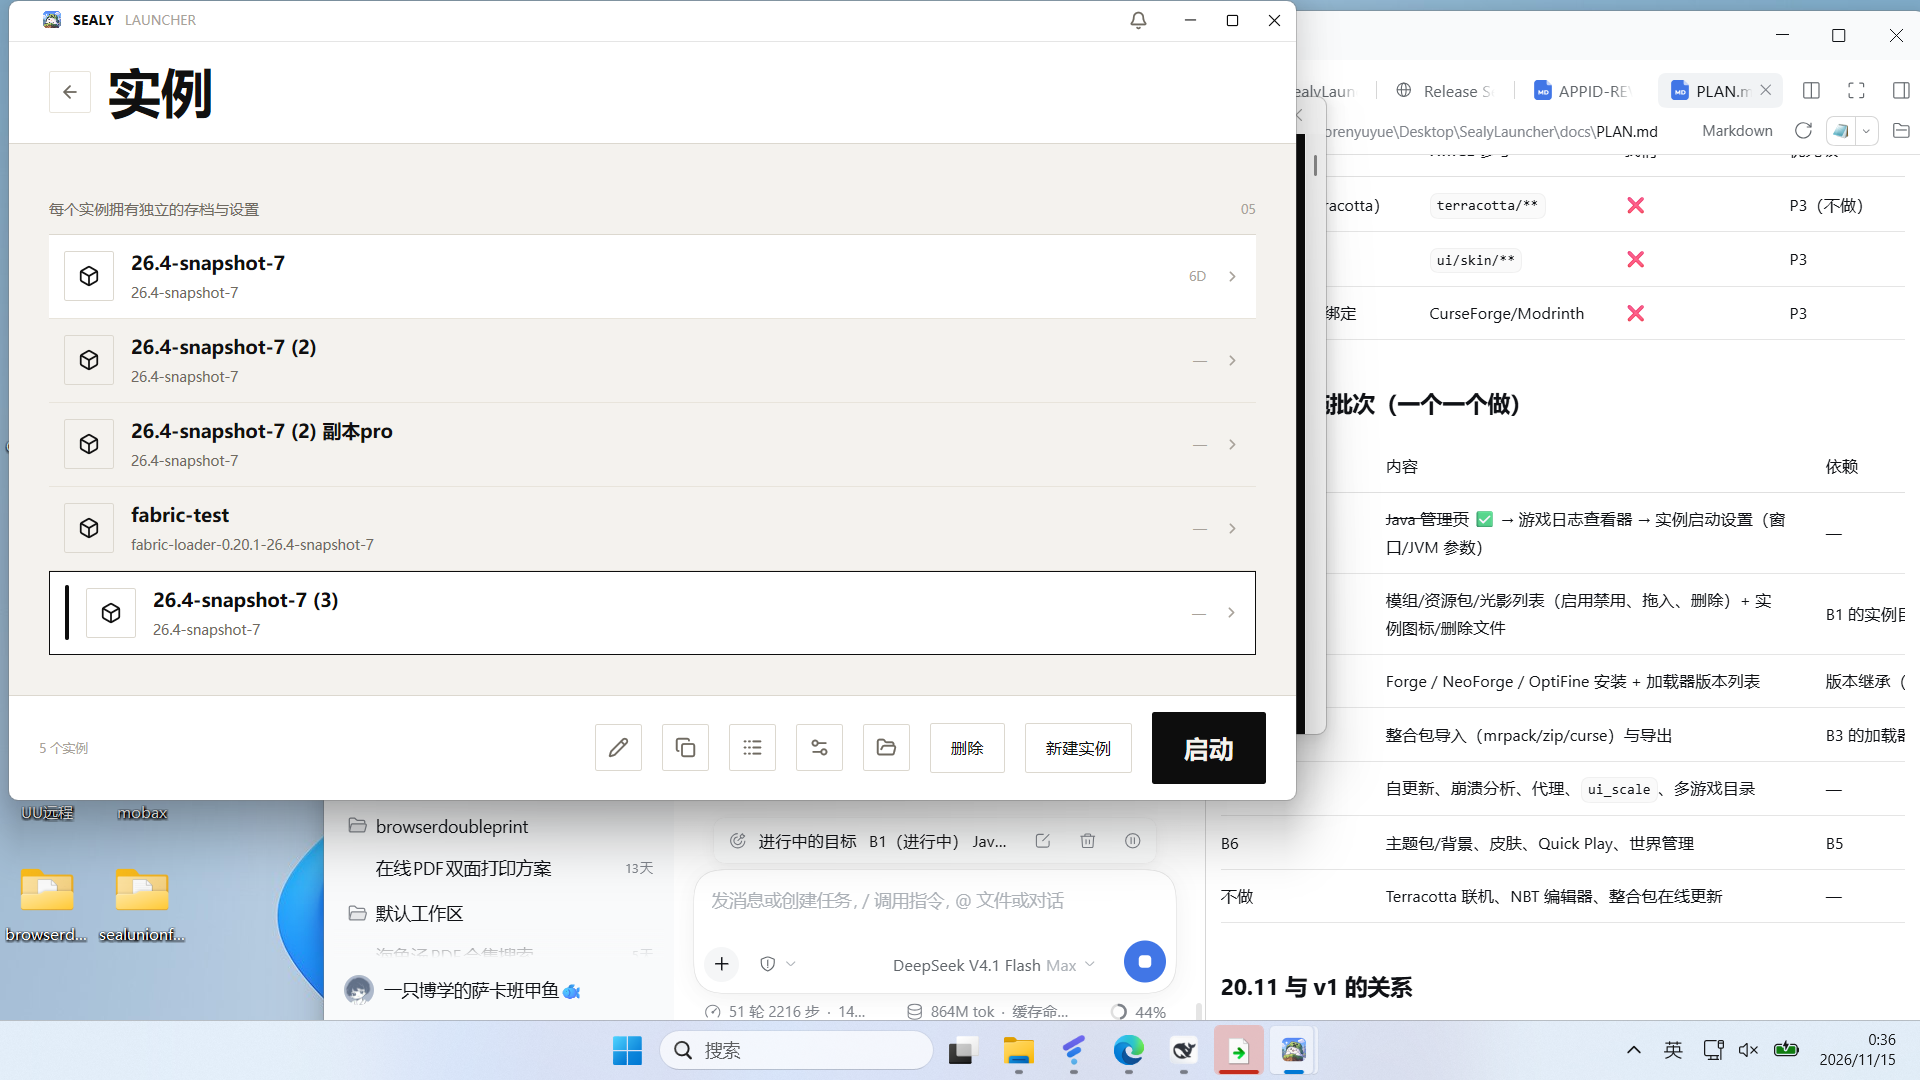 SEALY LAUNCHER
实例
每个实例拥有独立的存档与设置
05
26.4-snapshot-7
26.4-snapshot-7
6D
26.4-snapshot-7 (2)
26.4-snapshot-7
—
26.4-snapshot-7 (2) 副本pro
26.4-snapshot-7
—
fabric-test
fabric-loader-0.20.1-26.4-snapshot-7
—
26.4-snapshot-7 (3)
26.4-snapshot-7
—
5 个实例
删除
新建实例
启动
ealyLaun
Release S
APPID-RE
PLAN.m
orenyuyue\Desktop\SealyLauncher\docs\PLAN.md
Markdown
racotta)
terracotta/**
❌
P3（不做）
ui/skin/**
❌
P3
绑定
CurseForge/Modrinth
❌
P3
批次（一个一个做）
内容
依赖
Java 管理页 ✅ → 游戏日志查看器 → 实例启动设置（窗
口/JVM 参数）
—
模组/资源包/光影列表（启用禁用、拖入、删除）+ 实
例图标/删除文件
B1 的实例目
Forge / NeoForge / OptiFine 安装 + 加载器版本列表
版本继承（
整合包导入（mrpack/zip/curse）与导出
B3 的加载器
自更新、崩溃分析、代理、 ui_scale 、多游戏目录
—
B6
主题包/背景、皮肤、Quick Play、世界管理
B5
不做
Terracotta 联机、NBT 编辑器、整合包在线更新
—
20.11 与 v1 的关系
UU远程
mobax
browserd...
sealunionf...
browserdoubleprint
在线PDF双面打印方案
13天
默认工作区
一只博学的萨卡班甲鱼
进行中的目标 B1（进行中） Jav...
发消息或创建任务, / 调用指令, @ 文件或对话
DeepSeek V4.1 Flash Max
51 轮 2216 步 · 14...
864M tok · 缓存命...
44%
搜索
英
0:36
2026/11/15